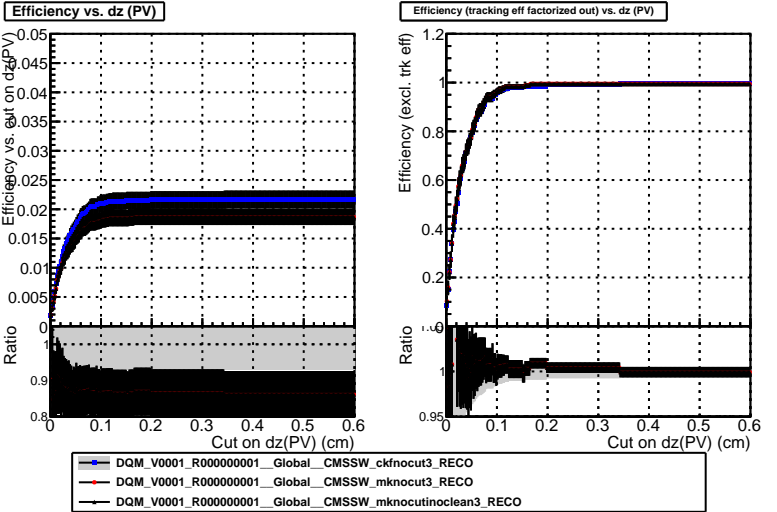 Efficiency vs. dz (PV)
Efficiency (tracking eff factorized out) vs. dz (PV)
Efficiency vs. cut on dz(PV)
0.05
0.045
0.04
0.035
0.03
0.025
0.02
0.015
0.01
0.005
0
Ratio
1
0.9
0.8
0 0.1 0.2 0.3 0.4 0.5 0.6
Cut on dz(PV) (cm)
Efficiency (excl. trk eff)
1.2
1
0.8
0.6
0.4
0.2
Ratio
1
0.95
0 0.1 0.2 0.3 0.4 0.5 0.6
Cut on dz(PV) (cm)
DQM_V0001_R000000001__Global__CMSSW_ckfnocut3_RECO
DQM_V0001_R000000001__Global__CMSSW_mknocut3_RECO
DQM_V0001_R000000001__Global__CMSSW_mknocutinoclean3_RECO